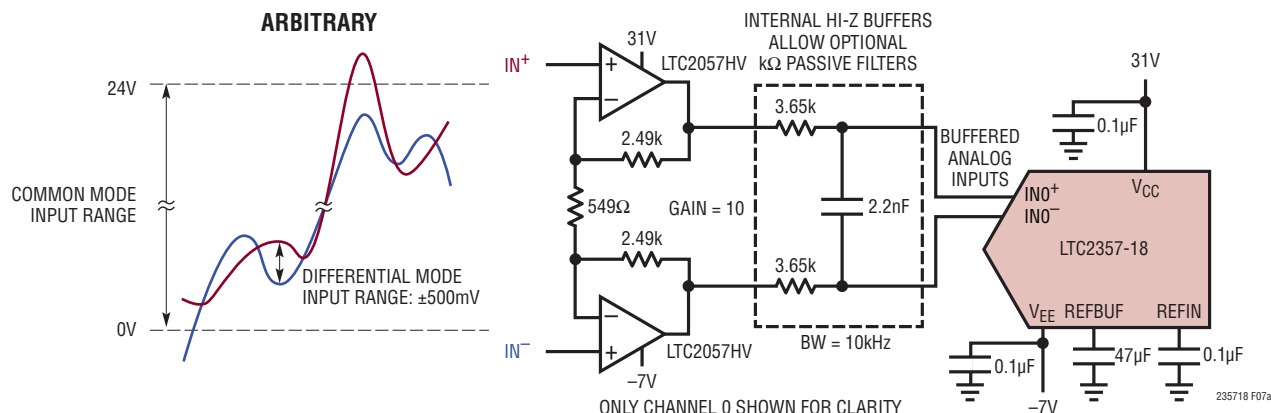 ARBITRARY
24V
COMMON MODE
INPUT RANGE
0V
DIFFERENTIAL MODE
INPUT RANGE: ±500mV
IN+
IN–
31V
LTC2057HV
+
–
2.49k
549Ω
GAIN = 10
2.49k
–
+
LTC2057HV
–7V
INTERNAL HI-Z BUFFERS
ALLOW OPTIONAL
kΩ PASSIVE FILTERS
3.65k
2.2nF
3.65k
BW = 10kHz
BUFFERED
ANALOG
INPUTS
31V
0.1µF
VCC
IN0+
IN0–
LTC2357-18
VEE
REFBUF
REFIN
0.1µF
47µF
0.1µF
–7V
ONLY CHANNEL 0 SHOWN FOR CLARITY
235718 F07a